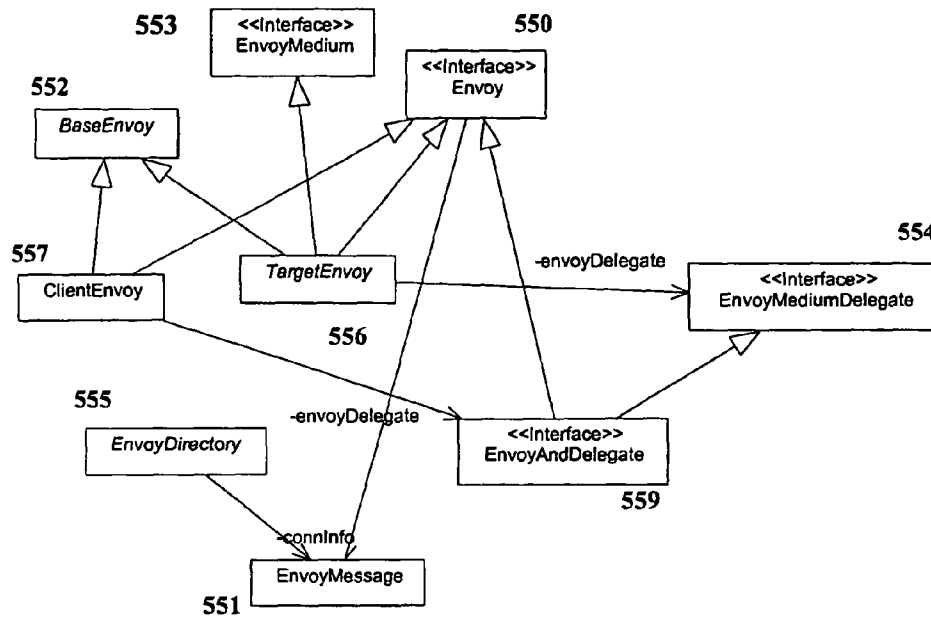 553
<<Interface>>
EnvoyMedium
550
<<Interface>>
Envoy
552
BaseEnvoy
557
ClientEnvoy
TargetEnvoy
556
-envoyDelegate
554
<<Interface>>
EnvoyMediumDelegate
555
EnvoyDirectory
-envoyDelegate
<<Interface>>
EnvoyAndDelegate
559
-connInfo
EnvoyMessage
551